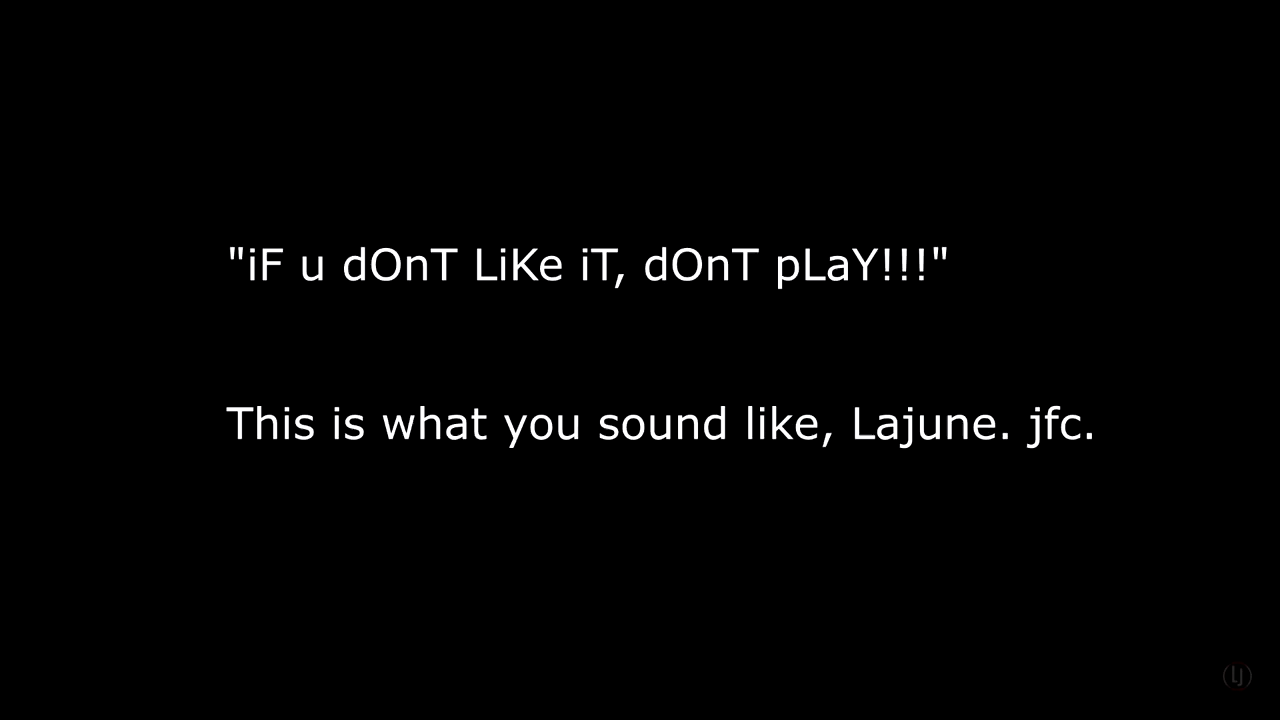 "iF u dOnT LiKe iT, dOnT pLaY!!!"
This is what you sound like, Lajune. jfc.
(LJ)